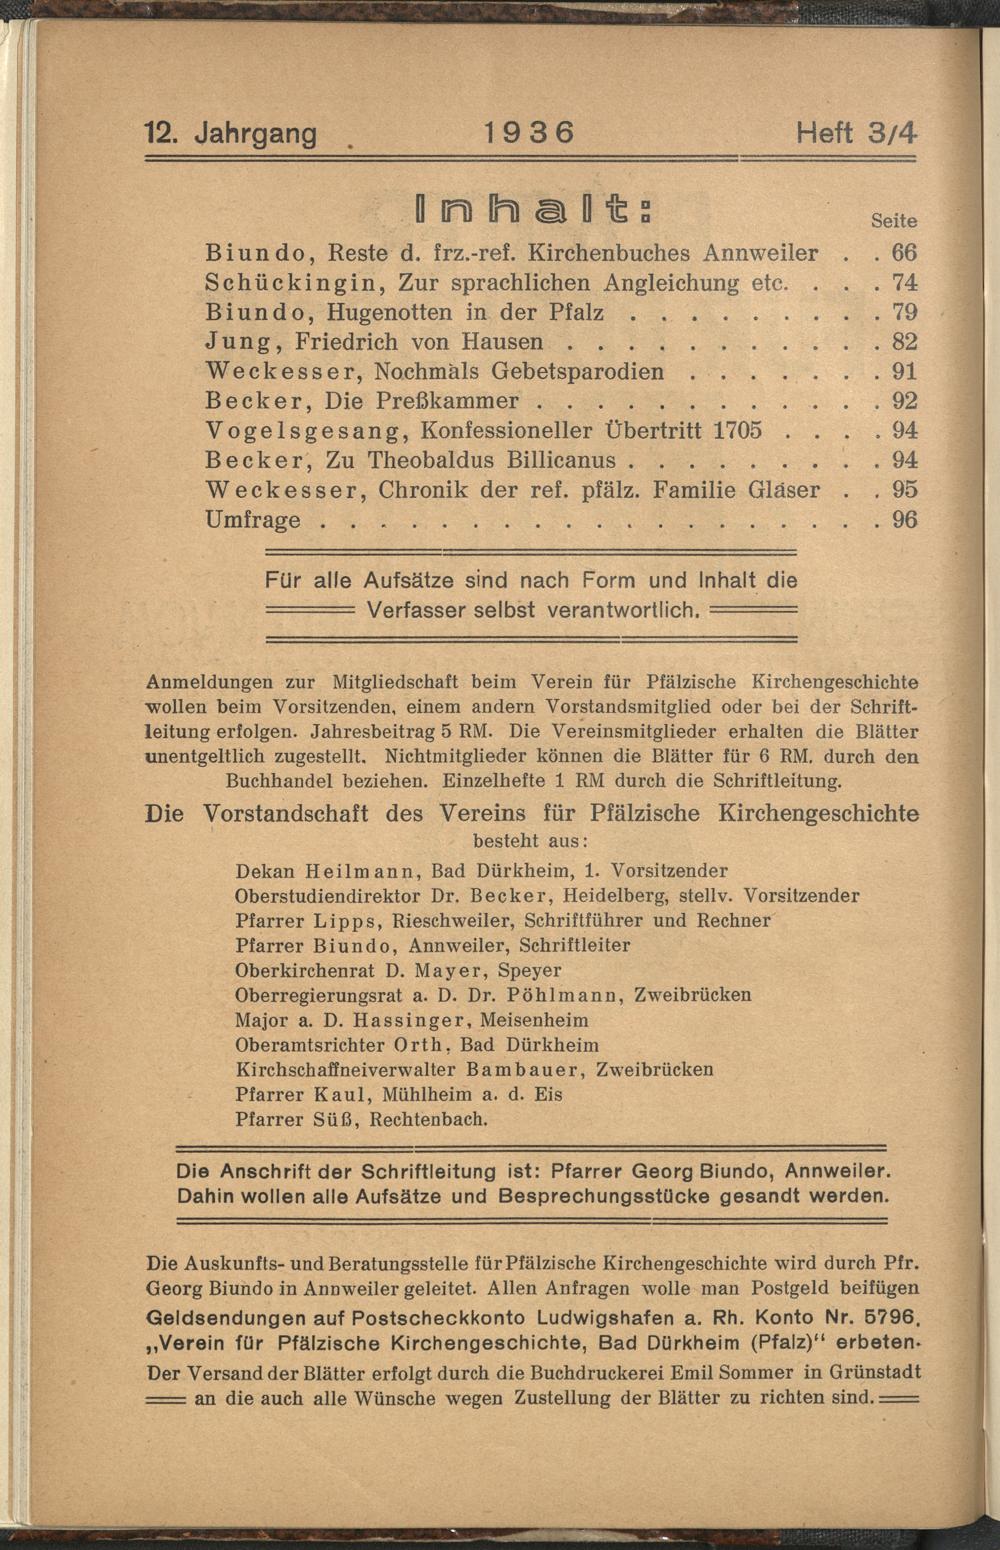 12. Jahrgang 1936 Heft 3/4
Inhalt:
Seite
Biundo, Reste d. frz.-ref. Kirchenbuches Annweiler . . 66
Schückingin, Zur sprachlichen Angleichung etc. . . . 74
Biundo, Hugenotten in der Pfalz . . . . . . . . . 79
Jung, Friedrich von Hausen . . . . . . . . . . . 82
Weckesser, Nochmals Gebetsparodien . . . . . . . 91
Becker, Die Preßkammer . . . . . . . . . . . . 92
Vogelsgesang, Konfessioneller Übertritt 1705 . . . . 94
Becker, Zu Theobaldus Billicanus . . . . . . . . . 94
Weckesser, Chronik der ref. pfälz. Familie Gläser . . 95
Umfrage . . . . . . . . . . . . . . . . . . . 96
Für alle Aufsätze sind nach Form und Inhalt die
Verfasser selbst verantwortlich.
Anmeldungen zur Mitgliedschaft beim Verein für Pfälzische Kirchengeschichte
wollen beim Vorsitzenden, einem andern Vorstandsmitglied oder bei der Schrift-
leitung erfolgen. Jahresbeitrag 5 RM. Die Vereinsmitglieder erhalten die Blätter
unentgeltlich zugestellt. Nichtmitglieder können die Blätter für 6 RM. durch den
Buchhandel beziehen. Einzelhefte 1 RM durch die Schriftleitung.
Die Vorstandschaft des Vereins für Pfälzische Kirchengeschichte
besteht aus:
Dekan Heilmann, Bad Dürkheim, 1. Vorsitzender
Oberstudiendirektor Dr. Becker, Heidelberg, stellv. Vorsitzender
Pfarrer Lipps, Rieschweiler, Schriftführer und Rechner
Pfarrer Biundo, Annweiler, Schriftleiter
Oberkirchenrat D. Mayer, Speyer
Oberregierungsrat a. D. Dr. Pöhlmann, Zweibrücken
Major a. D. Hassinger, Meisenheim
Oberamtsrichter Orth, Bad Dürkheim
Kirchschaffneiverwalter Bambauer, Zweibrücken
Pfarrer Kaul, Mühlheim a. d. Eis
Pfarrer Süß, Rechtenbach.
Die Anschrift der Schriftleitung ist: Pfarrer Georg Biundo, Annweiler.
Dahin wollen alle Aufsätze und Besprechungsstücke gesandt werden.
Die Auskunfts- und Beratungsstelle für Pfälzische Kirchengeschichte wird durch Pfr.
Georg Biundo in Annweiler geleitet. Allen Anfragen wolle man Postgeld beifügen
Geldsendungen auf Postscheckkonto Ludwigshafen a. Rh. Konto Nr. 5796,
„Verein für Pfälzische Kirchengeschichte, Bad Dürkheim (Pfalz)“ erbeten.
Der Versand der Blätter erfolgt durch die Buchdruckerei Emil Sommer in Grünstadt
an die auch alle Wünsche wegen Zustellung der Blätter zu richten sind.